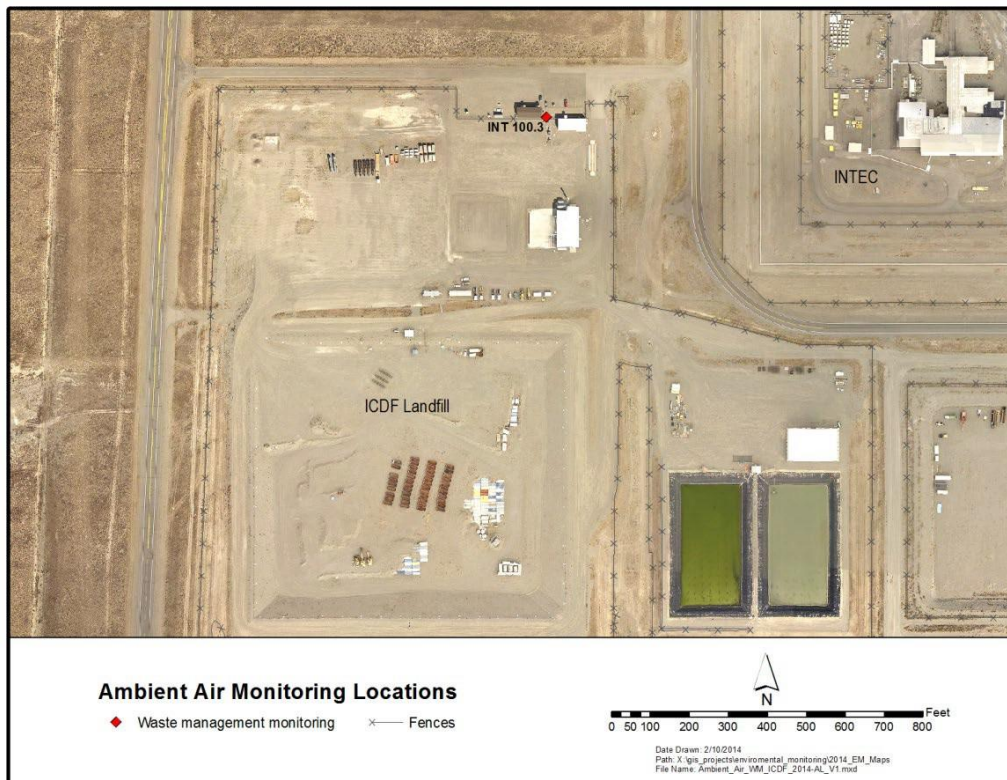 INT 100.3
INTEC
ICDF Landfill
Ambient Air Monitoring Locations
Waste management monitoring
Fences
N
Feet
0 50 100 200 300 400 500 600 700 800
Date Drawn: 2/10/2014
Path: X:\gis_projects\enviromental_monitoring\2014_EM_Maps
File Name: Ambient_Air_WM_ICDF_2014-AL_V1.mxd